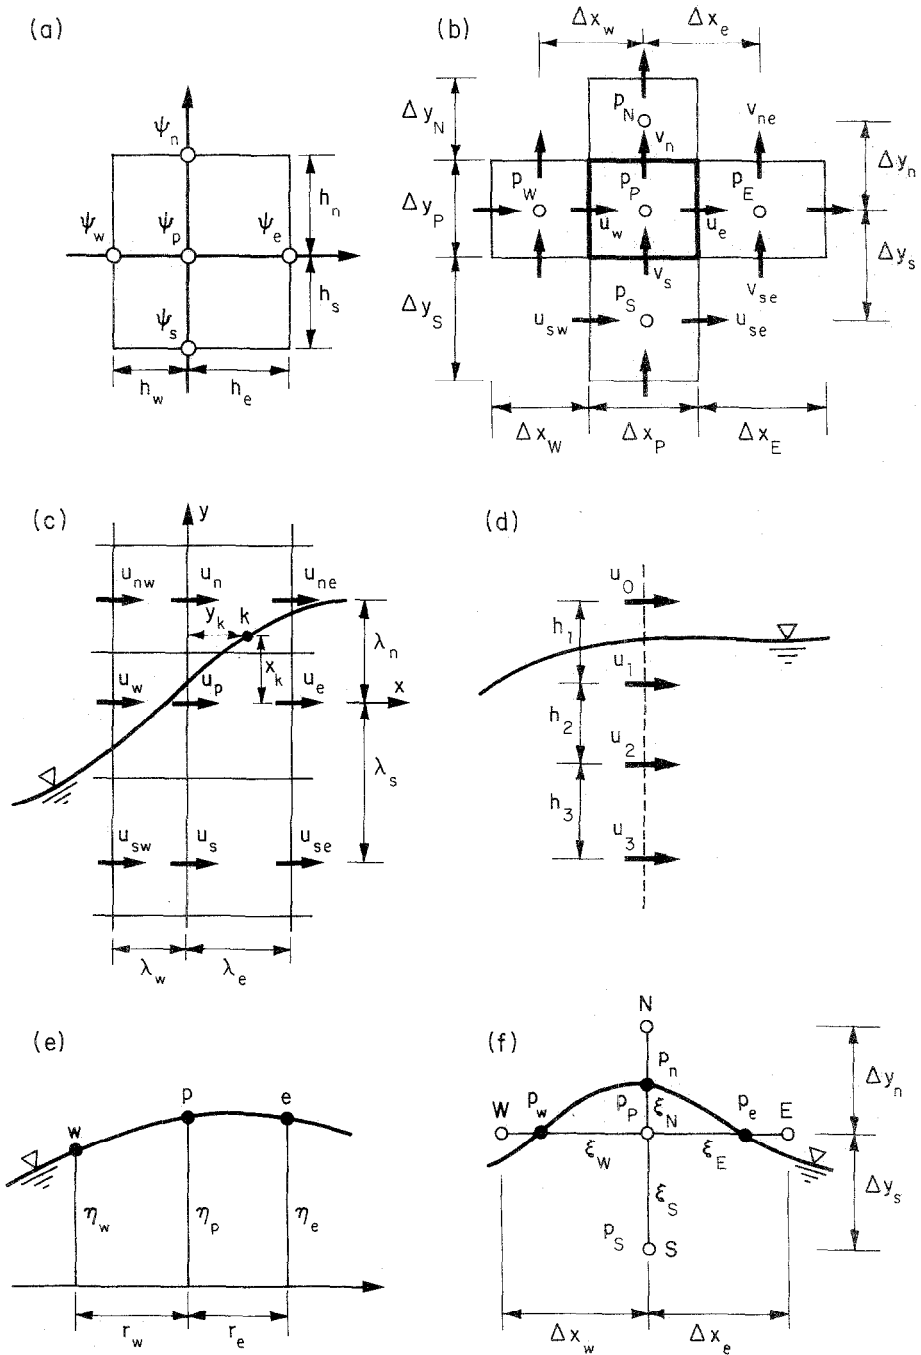 (a)
ψn
ψw ψp ψe
ψs
hn
hs
hw he
(b)
Δxw Δxe
ΔyN
ΔyP
ΔyS
pN
vn vne
pW pP pE
uw ue
vs vse
pS
usw use
Δyn
Δys
ΔxW ΔxP ΔxE
(c)
y
unw un une
yk k
xk
λn
uw up ue x
λs
usw us use
λw λe
(d)
u0
h1
u1
h2
u2
h3
u3
(e)
w p e
ηw ηp ηe
rw re
(f)
N
pn
W pw pP ξN pe E
ξW ξE
ξS
pS S
Δyn
Δys
Δxw Δxe